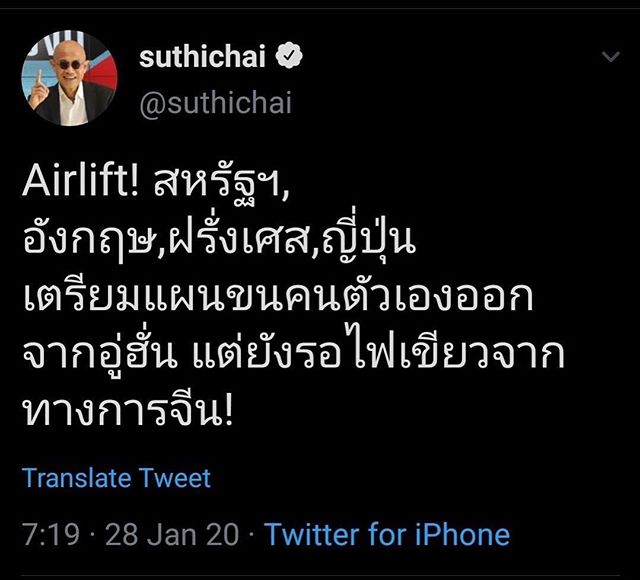 suthichai
@suthichai
Airlift! สหรัฐฯ,
อังกฤษ,ฝรั่งเศส,ญี่ปุ่น
เตรียมแผนขนคนตัวเองออก
จากอู่ฮั่น แต่ยังรอไฟเขียวจาก
ทางการจีน!
Translate Tweet
7:19 · 28 Jan 20 · Twitter for iPhone